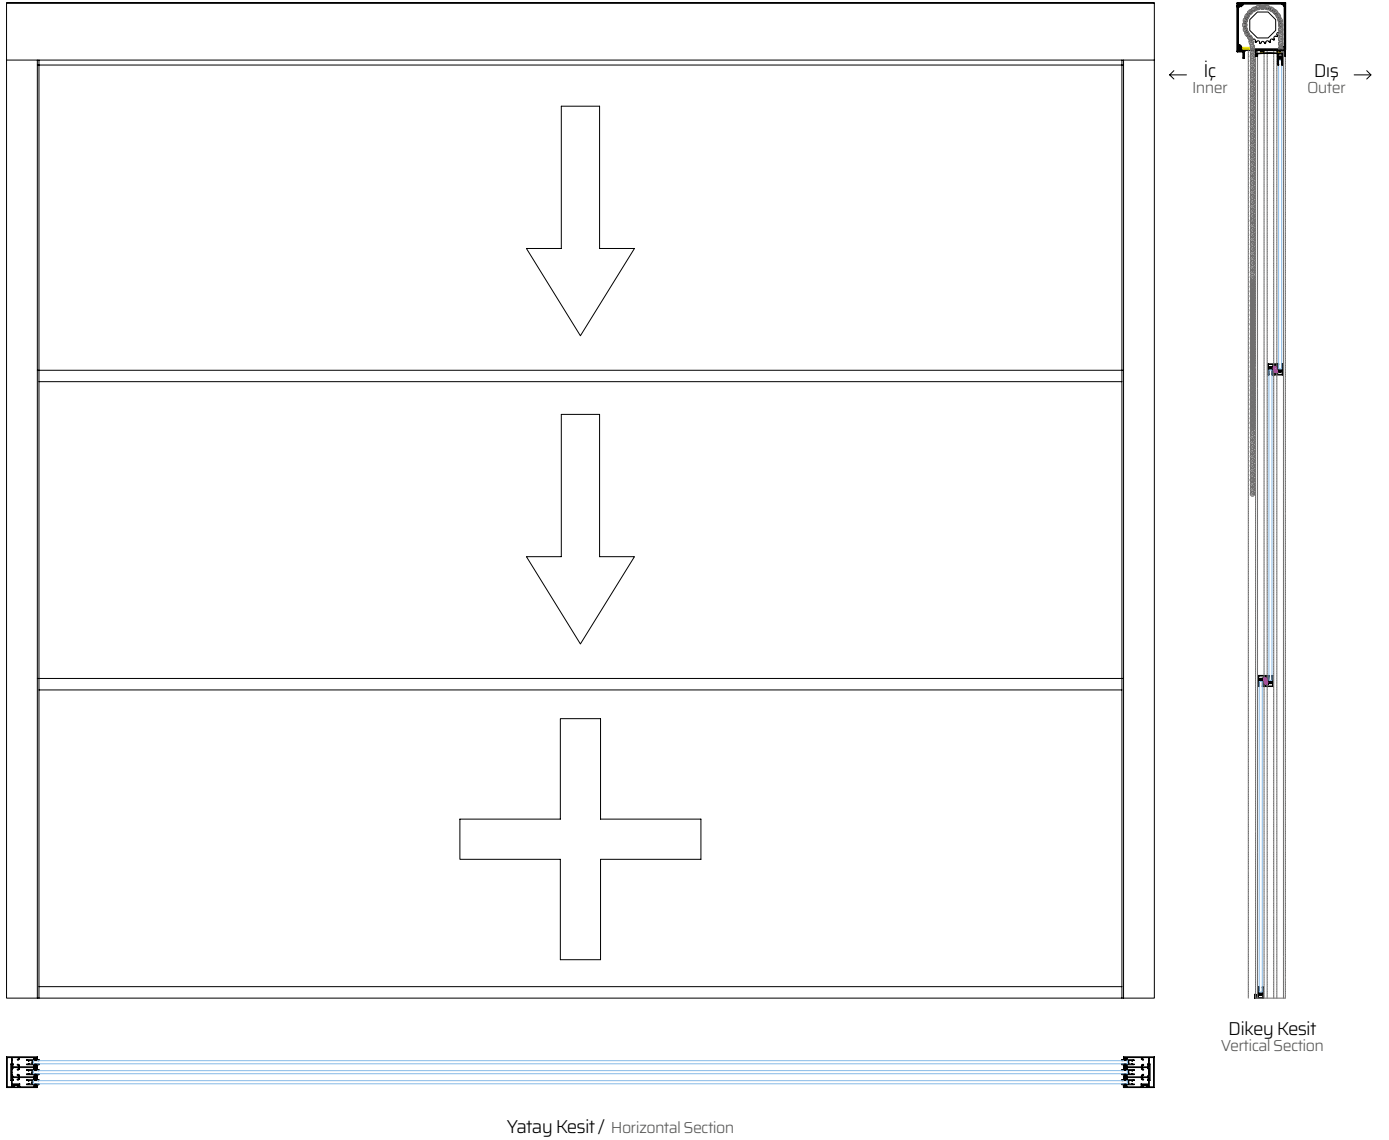 İç
Inner
Dış
Outer
Dikey Kesit
Vertical Section
Yatay Kesit / Horizontal Section